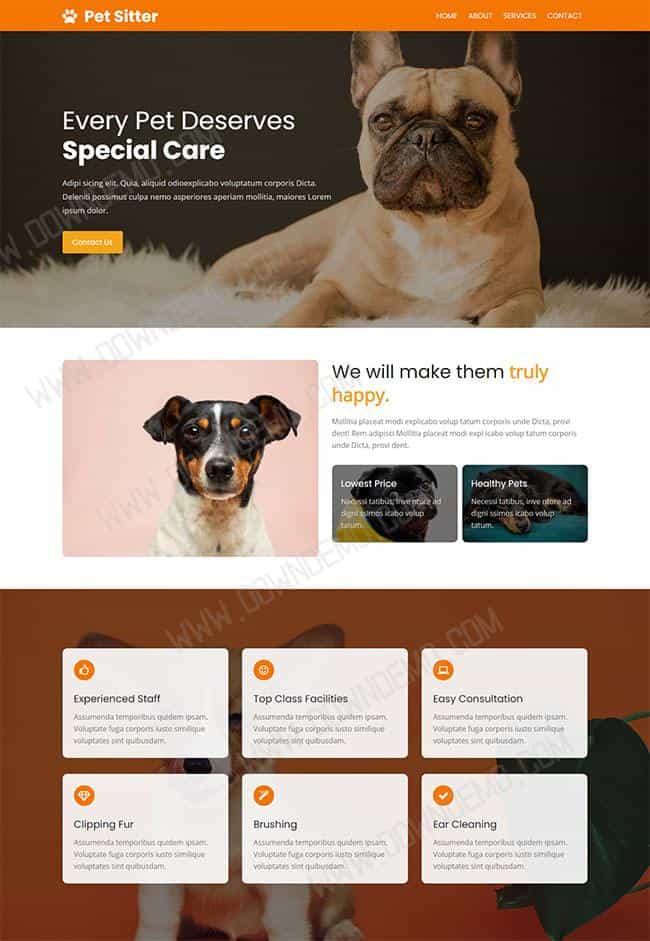 Pet Sitter
HOME ABOUT SERVICES CONTACT
Every Pet Deserves
Special Care
Adipi sicing elit. Quia, aliquid odioexplicabo voluptatum corporis Dicta.
Deleniti possimus culpa nemo asperiores aperiam mollitia, maiores Lorem
ipsum dolor.
Contact Us
We will make them truly
happy.
Mollitia placeat modi explicabo volup tatum corporis unde Dicta, provi
dent! Rem adipisci Mollitia placeat modi expl icabo volup tatum corporis
unde Dicta, provi dent.
Lowest Price
Necessi tatibus, inve ntore ad
digni ssimos icabo volup
tatum.
Healthy Pets
Necessi tatibus, inve ntore ad
digni ssimos icabo volup
tatum.
Experienced Staff
Assumenda temporibus quidem ipsam.
Voluptate fuga corporis iusto similique
voluptates sint quibusdam.
Top Class Facilities
Assumenda temporibus quidem ipsam.
Voluptate fuga corporis iusto similique
voluptates sint quibusdam.
Easy Consultation
Assumenda temporibus quidem ipsam.
Voluptate fuga corporis iusto similique
voluptates sint quibusdam.
Clipping Fur
Assumenda temporibus quidem ipsam.
Voluptate fuga corporis iusto similique
voluptates sint quibusdam.
Brushing
Assumenda temporibus quidem ipsam.
Voluptate fuga corporis iusto similique
voluptates sint quibusdam.
Ear Cleaning
Assumenda temporibus quidem ipsam.
Voluptate fuga corporis iusto similique
voluptates sint quibusdam.
WWW.DOWNDEMO.COM
WWW.DOWNDEMO.COM
WWW.DOWNDEMO.COM
WWW.DOWNDEMO.COM
WWW.DOWNDEMO.COM